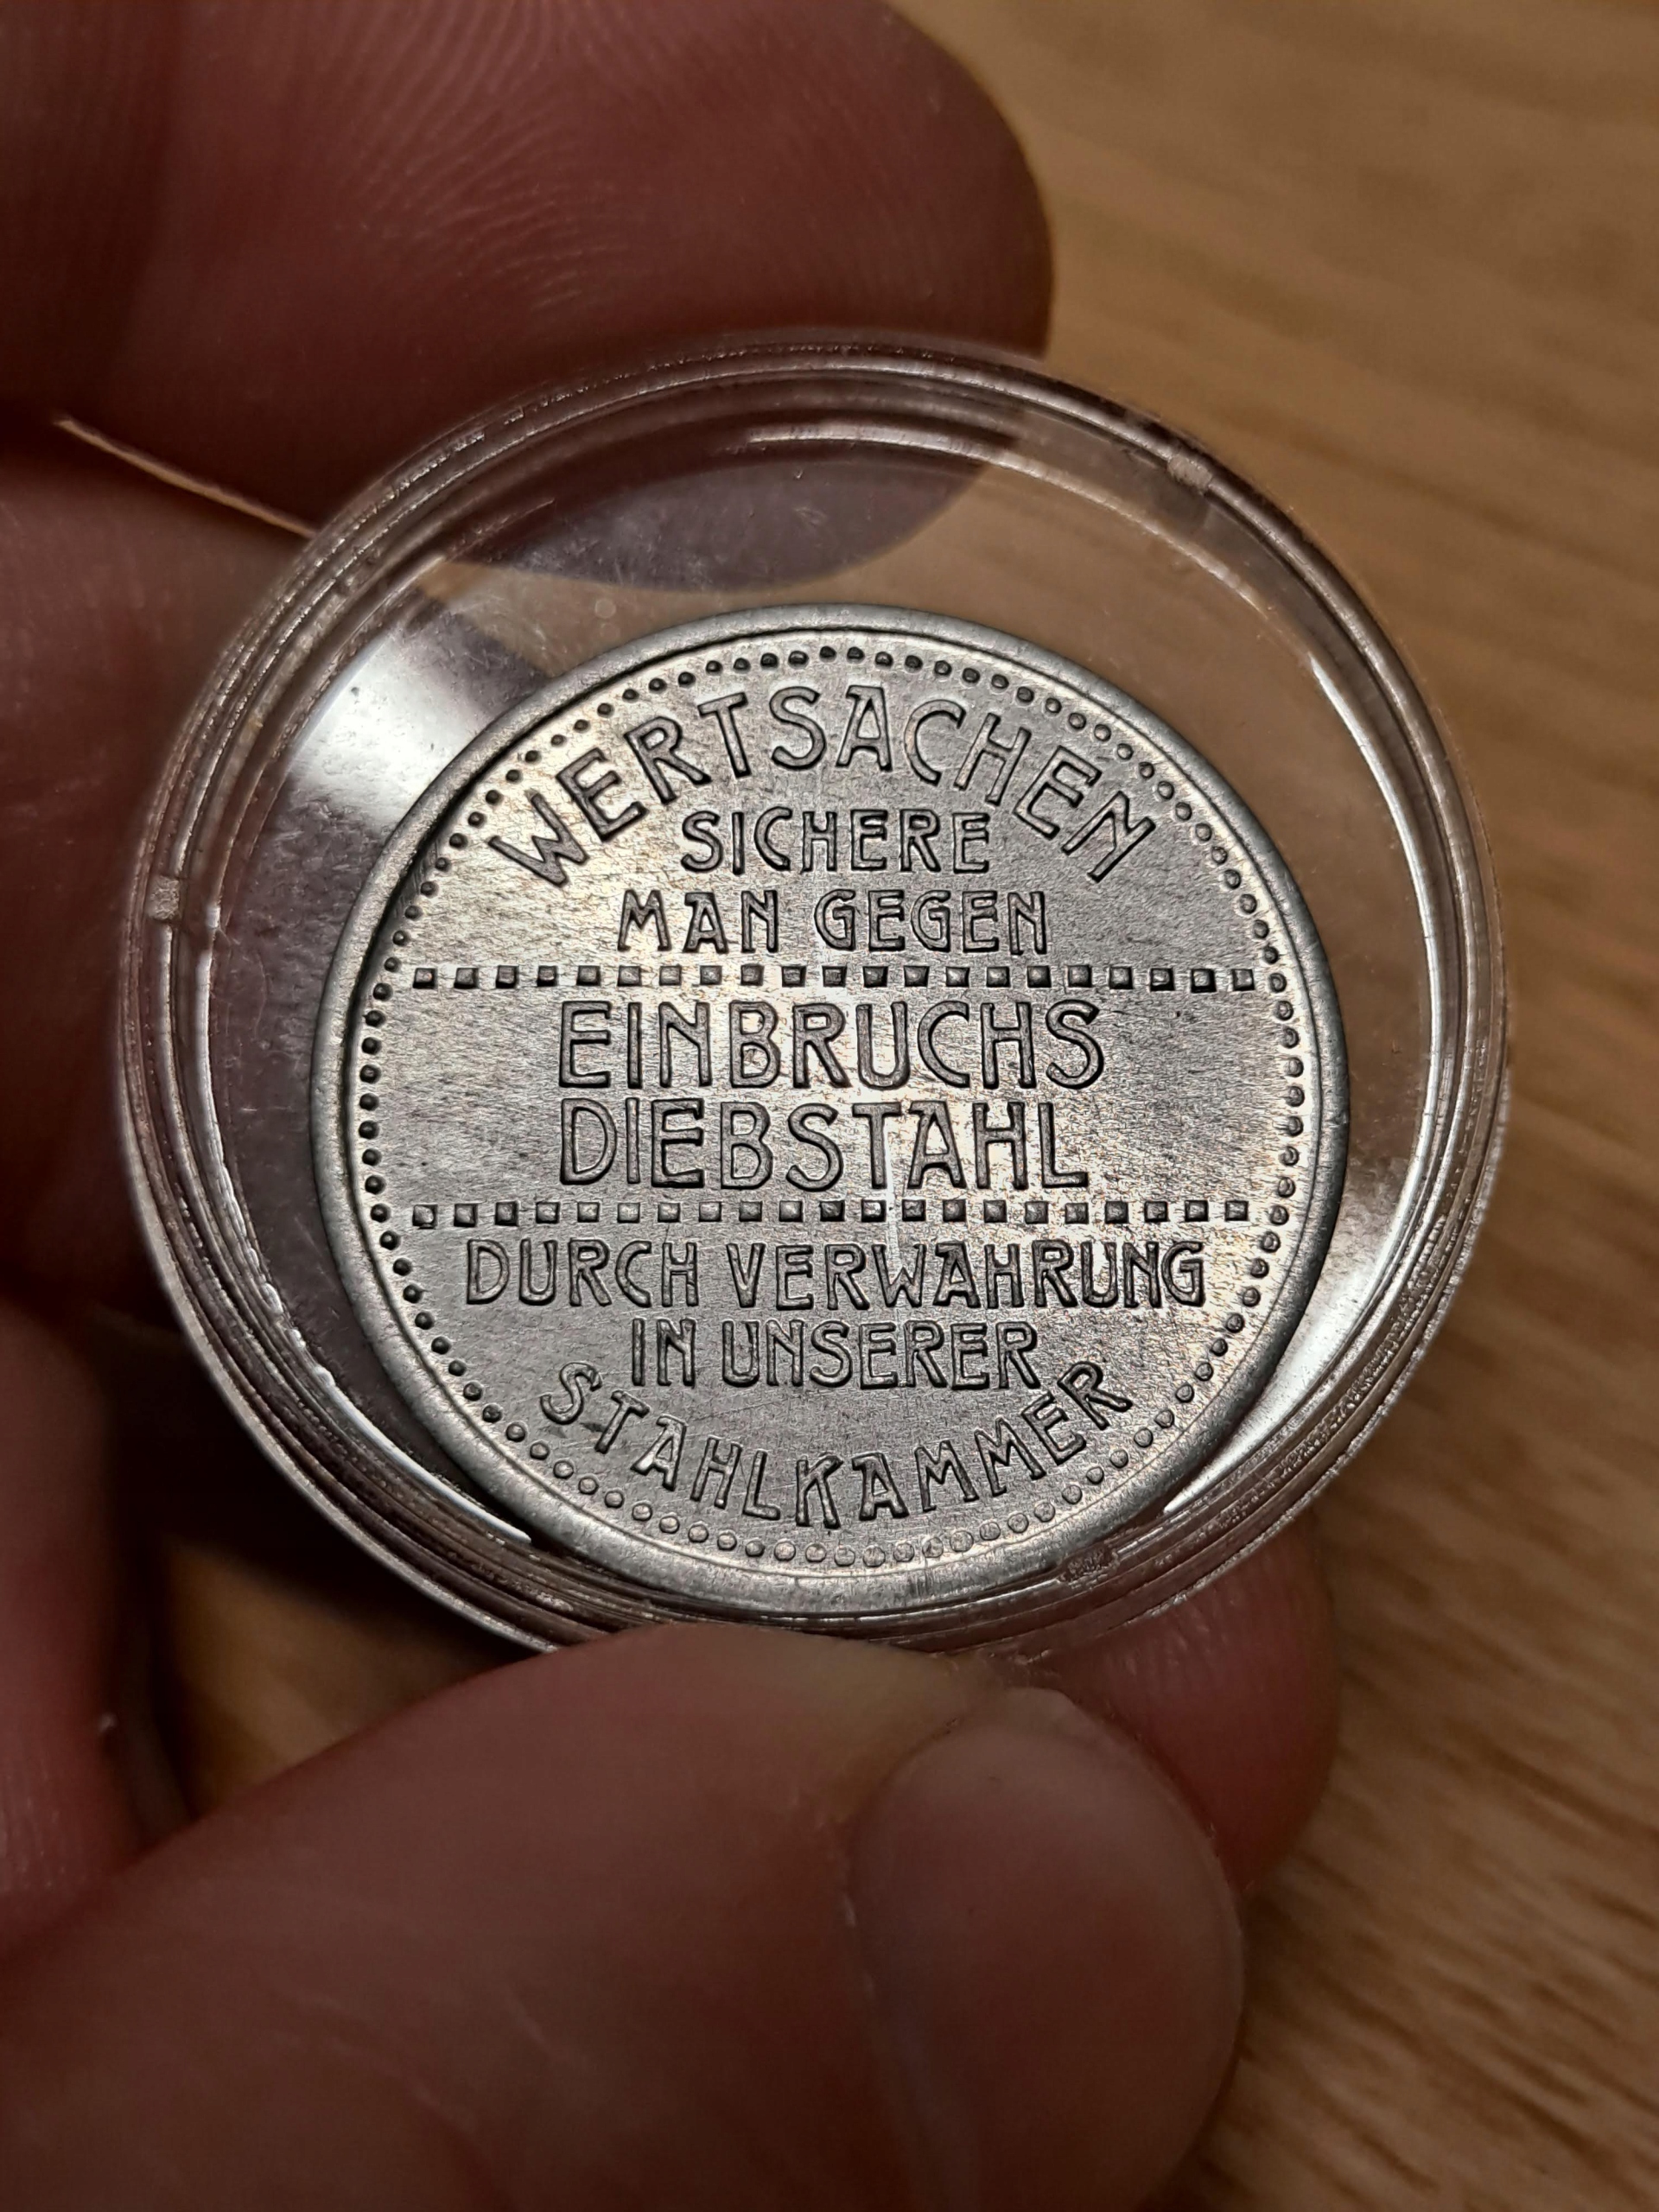 WERTSACHEN
SICHERE
MAN GEGEN
EINBRUCHS
DIEBSTAHL
DURCH VERWAHRUNG
IN UNSERER
STAHLKAMMER